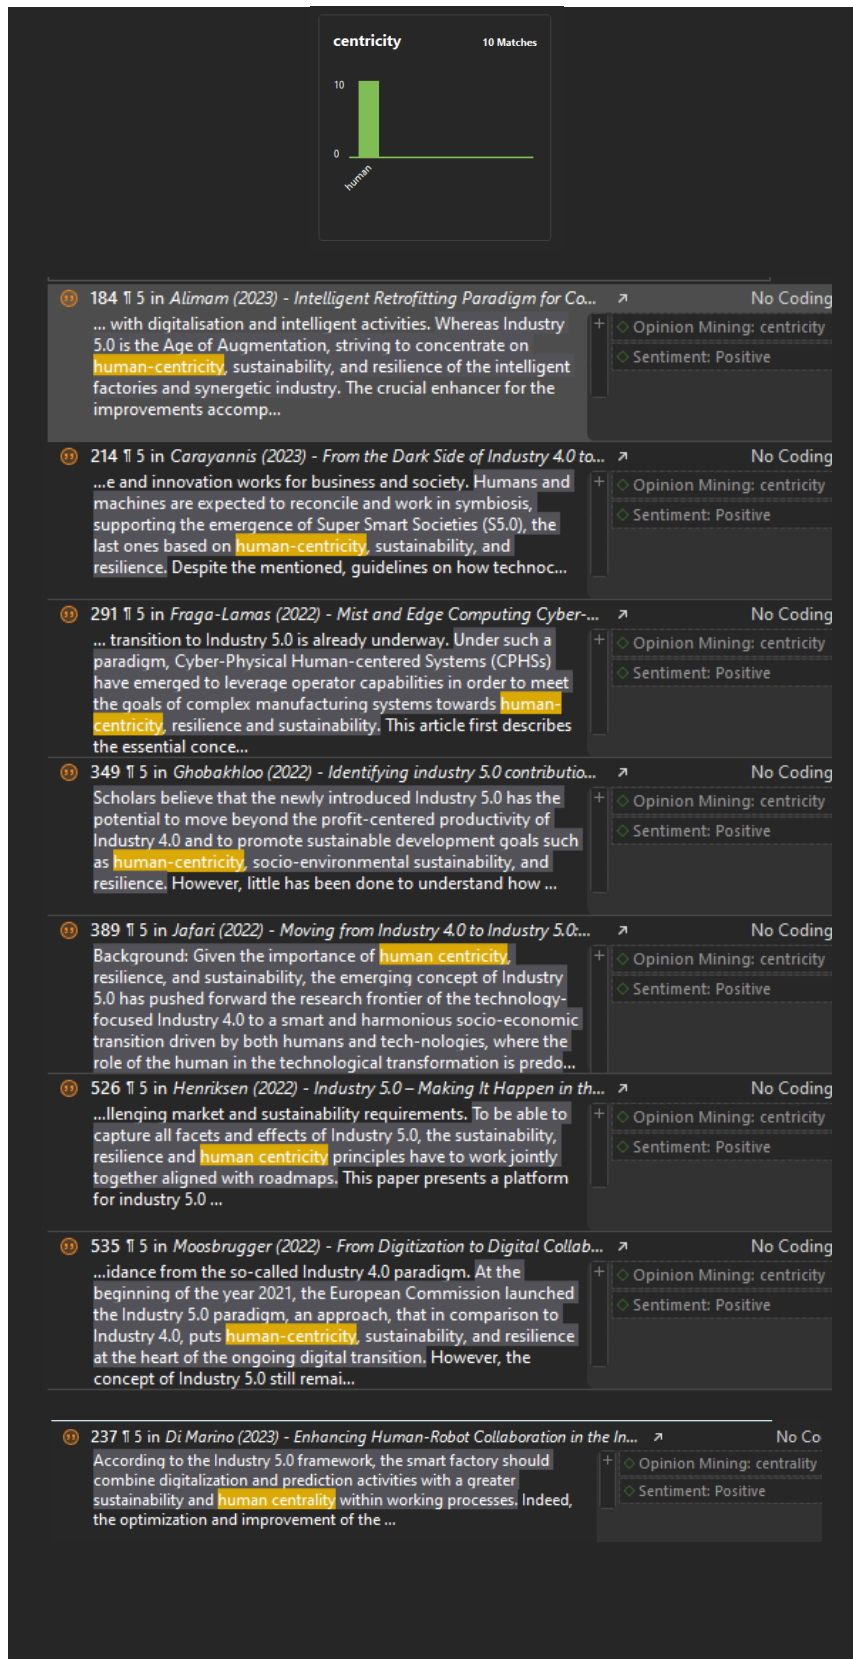 centricity 10 Matches
10
0
human
184 ¶ 5 in Alimam (2023) - Intelligent Retrofitting Paradigm for Co... ↗ No Coding
... with digitalisation and intelligent activities. Whereas Industry
5.0 is the Age of Augmentation, striving to concentrate on
human-centricity, sustainability, and resilience of the intelligent
factories and synergetic industry. The crucial enhancer for the
improvements accomp...
+
◇ Opinion Mining: centricity
◇ Sentiment: Positive
214 ¶ 5 in Carayannis (2023) - From the Dark Side of Industry 4.0 to... ↗ No Coding
...e and innovation works for business and society. Humans and
machines are expected to reconcile and work in symbiosis,
supporting the emergence of Super Smart Societies (S5.0), the
last ones based on human-centricity, sustainability, and
resilience. Despite the mentioned, guidelines on how technoc...
+
◇ Opinion Mining: centricity
◇ Sentiment: Positive
291 ¶ 5 in Fraga-Lamas (2022) - Mist and Edge Computing Cyber-... ↗ No Coding
... transition to Industry 5.0 is already underway. Under such a
paradigm, Cyber-Physical Human-centered Systems (CPHSs)
have emerged to leverage operator capabilities in order to meet
the goals of complex manufacturing systems towards human-
centricity, resilience and sustainability. This article first describes
the essential conce...
+
◇ Opinion Mining: centricity
◇ Sentiment: Positive
349 ¶ 5 in Ghobakhloo (2022) - Identifying industry 5.0 contributio... ↗ No Coding
Scholars believe that the newly introduced Industry 5.0 has the
potential to move beyond the profit-centered productivity of
Industry 4.0 and to promote sustainable development goals such
as human-centricity, socio-environmental sustainability, and
resilience. However, little has been done to understand how ...
+
◇ Opinion Mining: centricity
◇ Sentiment: Positive
389 ¶ 5 in Jafari (2022) - Moving from Industry 4.0 to Industry 5.0:... ↗ No Coding
Background: Given the importance of human centricity,
resilience, and sustainability, the emerging concept of Industry
5.0 has pushed forward the research frontier of the technology-
focused Industry 4.0 to a smart and harmonious socio-economic
transition driven by both humans and tech-nologies, where the
role of the human in the technological transformation is predo...
+
◇ Opinion Mining: centricity
◇ Sentiment: Positive
526 ¶ 5 in Henriksen (2022) - Industry 5.0 – Making It Happen in th... ↗ No Coding
...llenging market and sustainability requirements. To be able to
capture all facets and effects of Industry 5.0, the sustainability,
resilience and human centricity principles have to work jointly
together aligned with roadmaps. This paper presents a platform
for industry 5.0 ...
+
◇ Opinion Mining: centricity
◇ Sentiment: Positive
535 ¶ 5 in Moosbrugger (2022) - From Digitization to Digital Collab... ↗ No Coding
...idance from the so-called Industry 4.0 paradigm. At the
beginning of the year 2021, the European Commission launched
the Industry 5.0 paradigm, an approach, that in comparison to
Industry 4.0, puts human-centricity, sustainability, and resilience
at the heart of the ongoing digital transition. However, the
concept of Industry 5.0 still remai...
+
◇ Opinion Mining: centricity
◇ Sentiment: Positive
237 ¶ 5 in Di Marino (2023) - Enhancing Human-Robot Collaboration in the In... ↗ No Co
According to the Industry 5.0 framework, the smart factory should
combine digitalization and prediction activities with a greater
sustainability and human centrality within working processes. Indeed,
the optimization and improvement of the ...
+
◇ Opinion Mining: centrality
◇ Sentiment: Positive